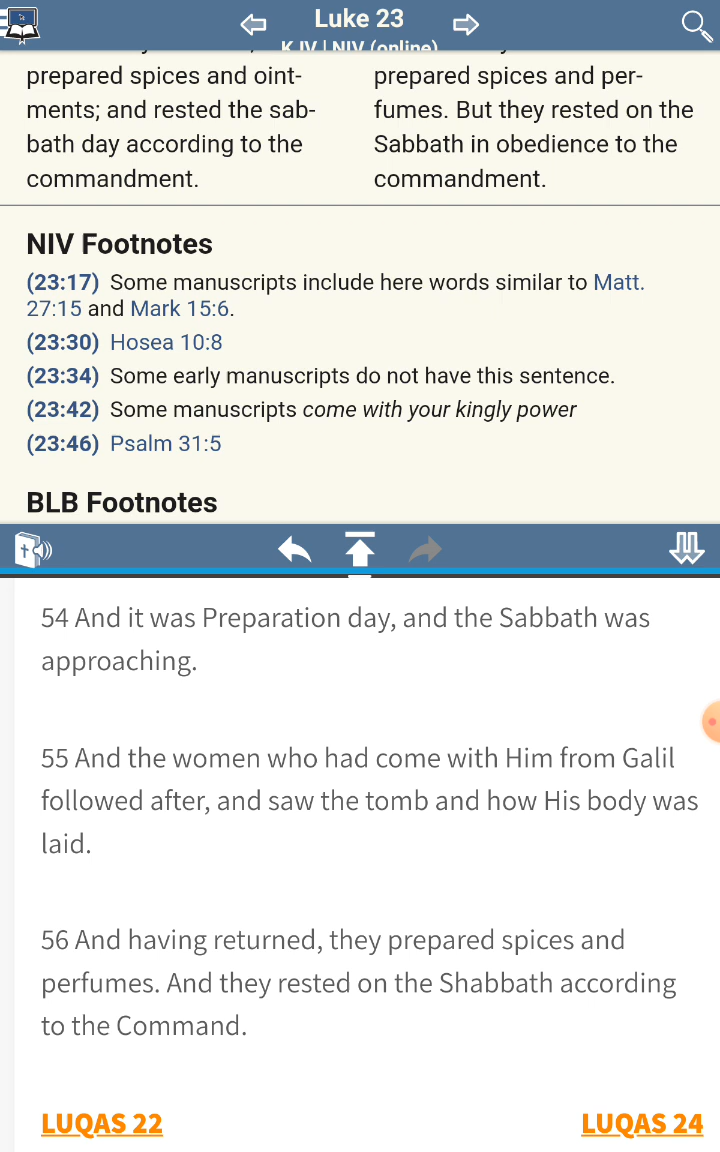 Luke 23
KJV | NIV (online)
prepared spices and oint-
ments; and rested the sab-
bath day according to the
commandment.
prepared spices and per-
fumes. But they rested on the
Sabbath in obedience to the
commandment.
NIV Footnotes
(23:17) Some manuscripts include here words similar to Matt.
27:15 and Mark 15:6.
(23:30) Hosea 10:8
(23:34) Some early manuscripts do not have this sentence.
(23:42) Some manuscripts come with your kingly power
(23:46) Psalm 31:5
BLB Footnotes
54 And it was Preparation day, and the Sabbath was
approaching.
55 And the women who had come with Him from Galil
followed after, and saw the tomb and how His body was
laid.
56 And having returned, they prepared spices and
perfumes. And they rested on the Shabbath according
to the Command.
LUQAS 22
LUQAS 24